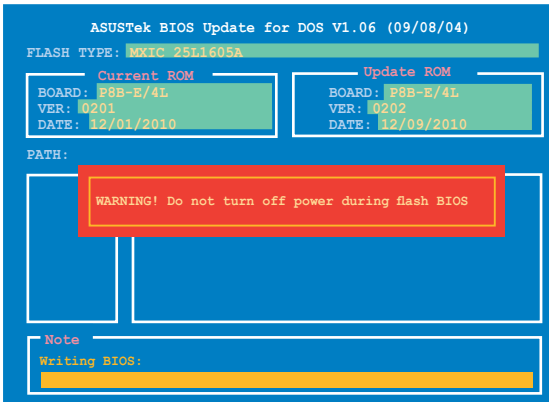 ASUSTek BIOS Update for DOS V1.06 (09/08/04)
FLASH TYPE: MXIC 25L1605A
Current ROM
BOARD: P8B-E/4L
VER: 0201
DATE: 12/01/2010
Update ROM
BOARD: P8B-E/4L
VER: 0202
DATE: 12/09/2010
PATH:
WARNING! Do not turn off power during flash BIOS
Note
Writing BIOS: